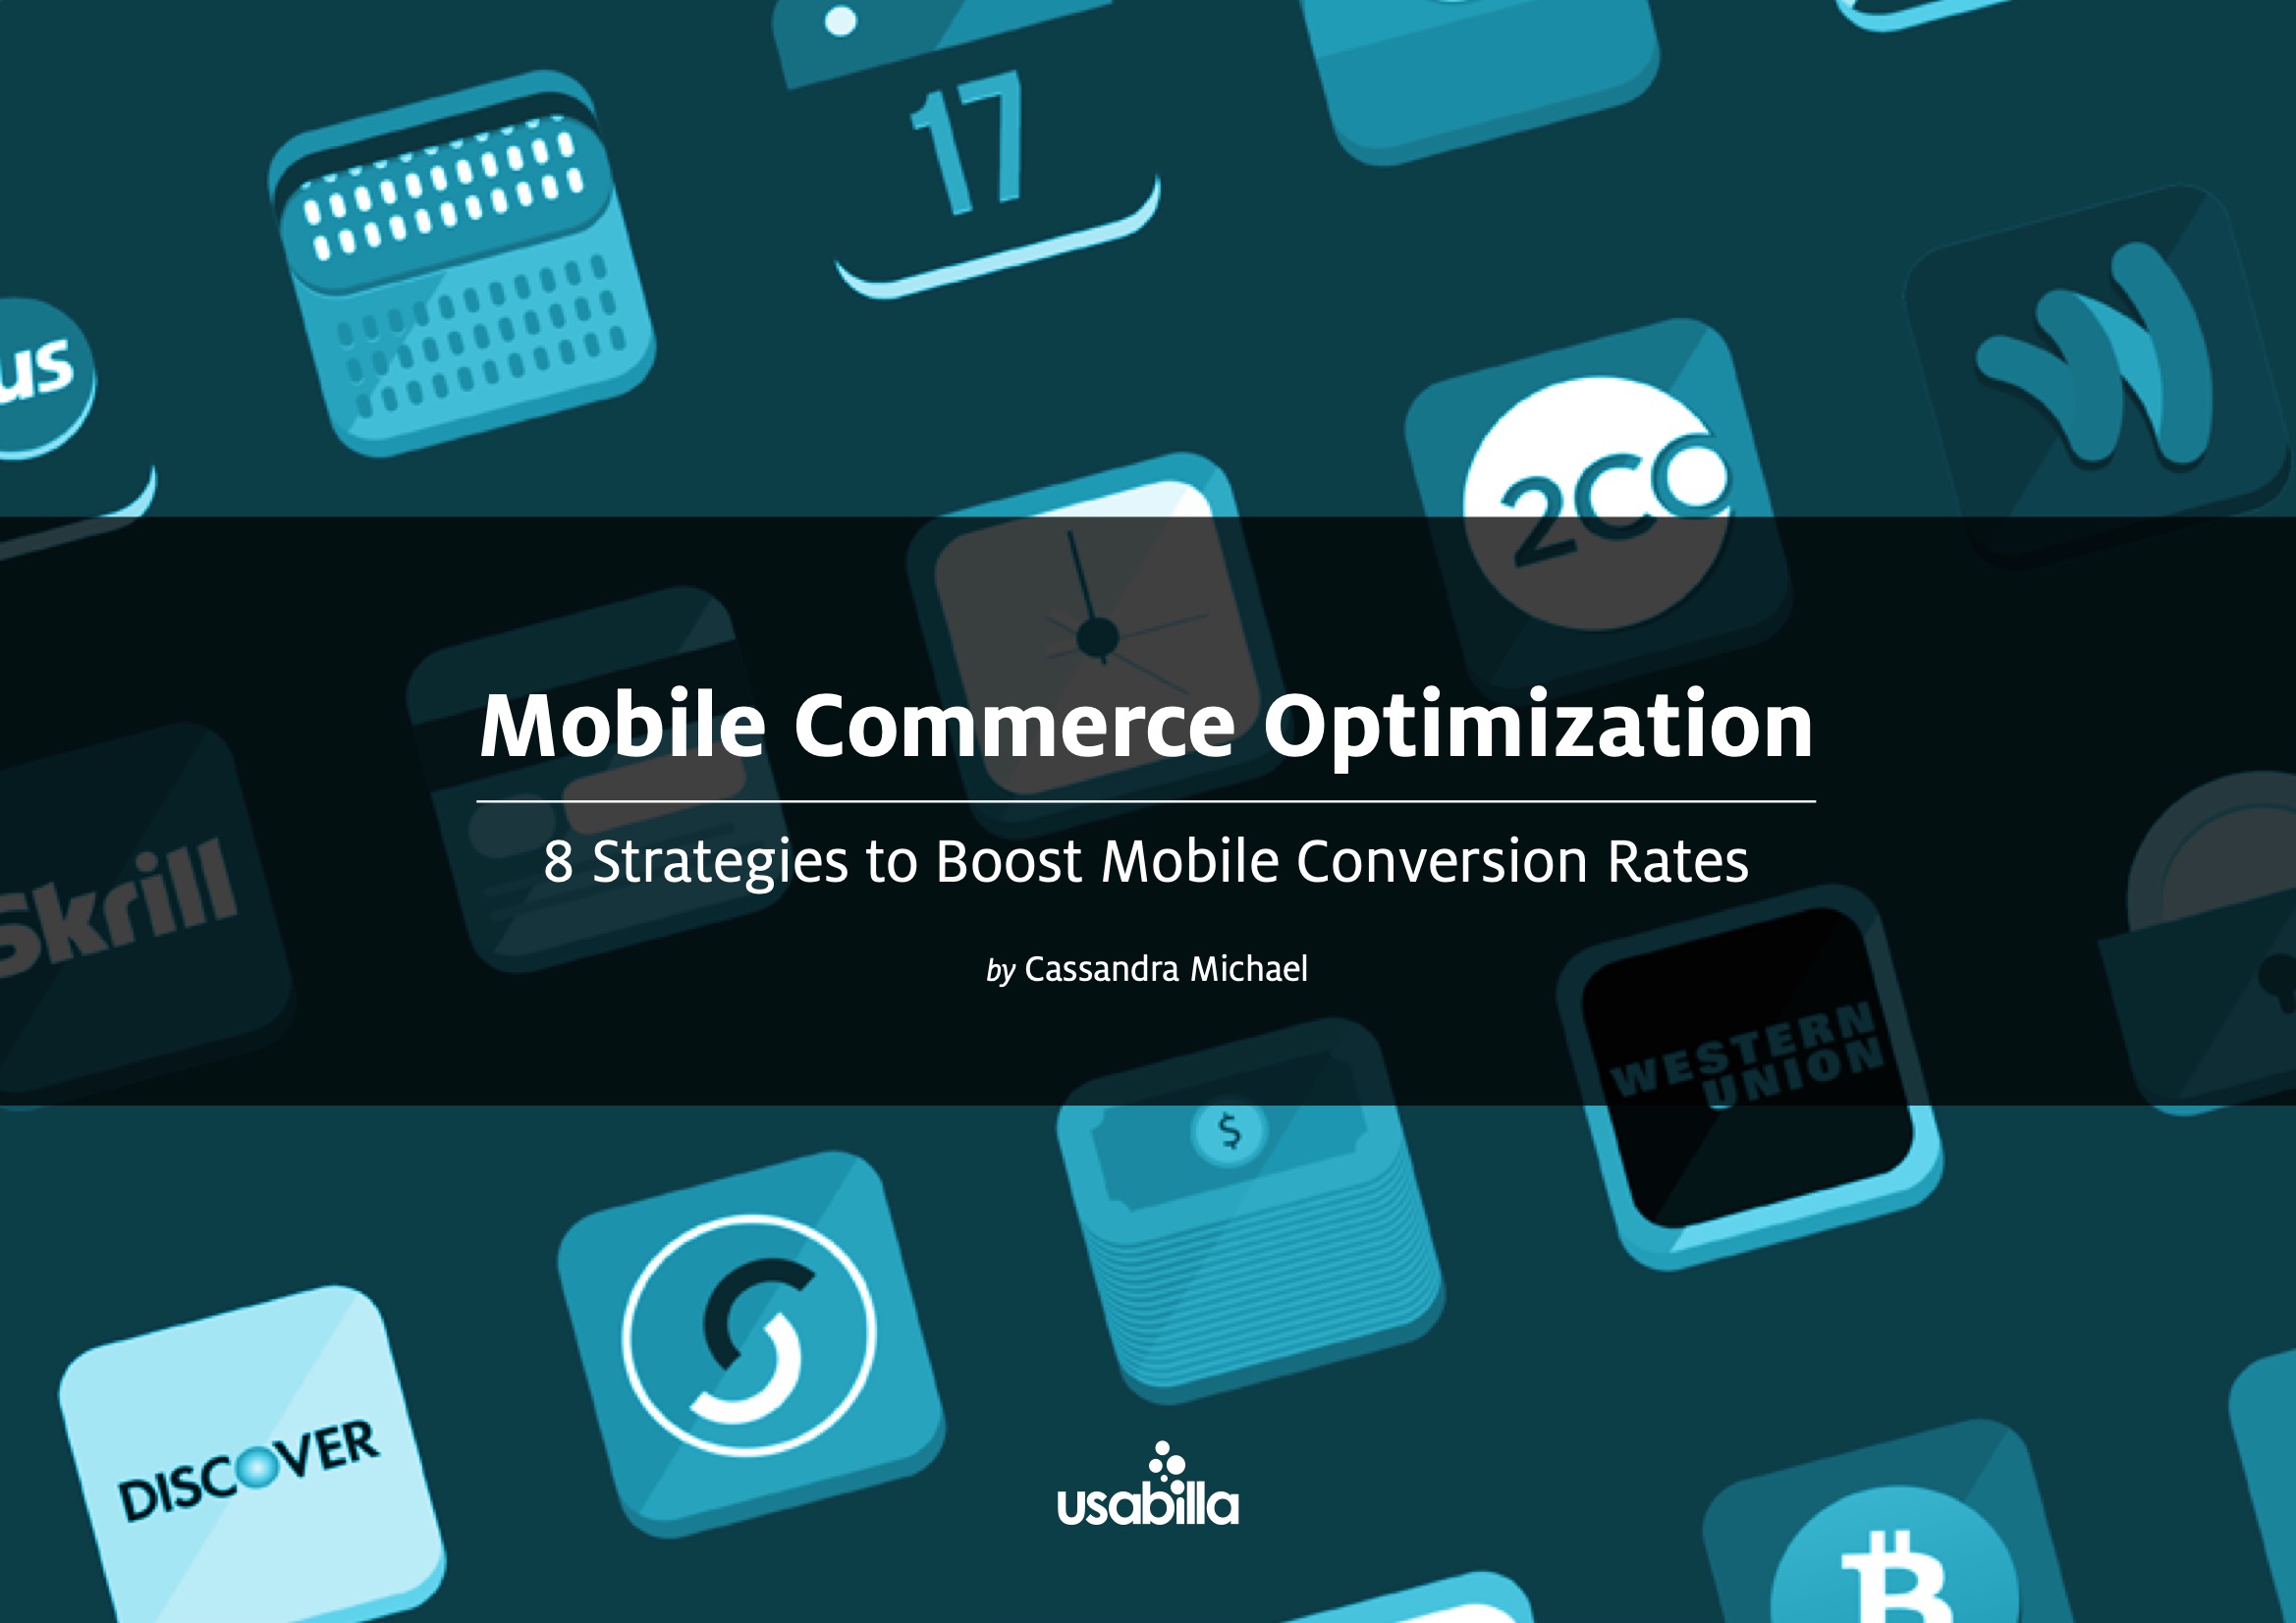 17
us
2CO
Mobile Commerce Optimization
8 Strategies to Boost Mobile Conversion Rates
by Cassandra Michael
Skrill
WESTERN
UNION
$
DISCOVER
usabilla